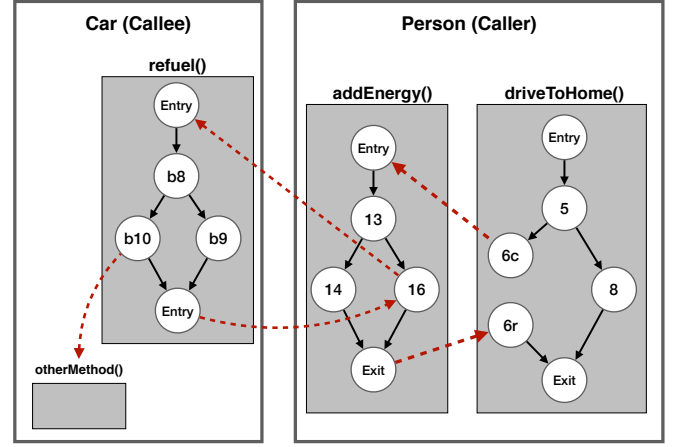 Car (Callee)
Person (Caller)
refuel()
Entry
b8
b10
b9
Entry
otherMethod()
addEnergy()
Entry
13
14
16
Exit
driveToHome()
Entry
5
6c
8
6r
Exit